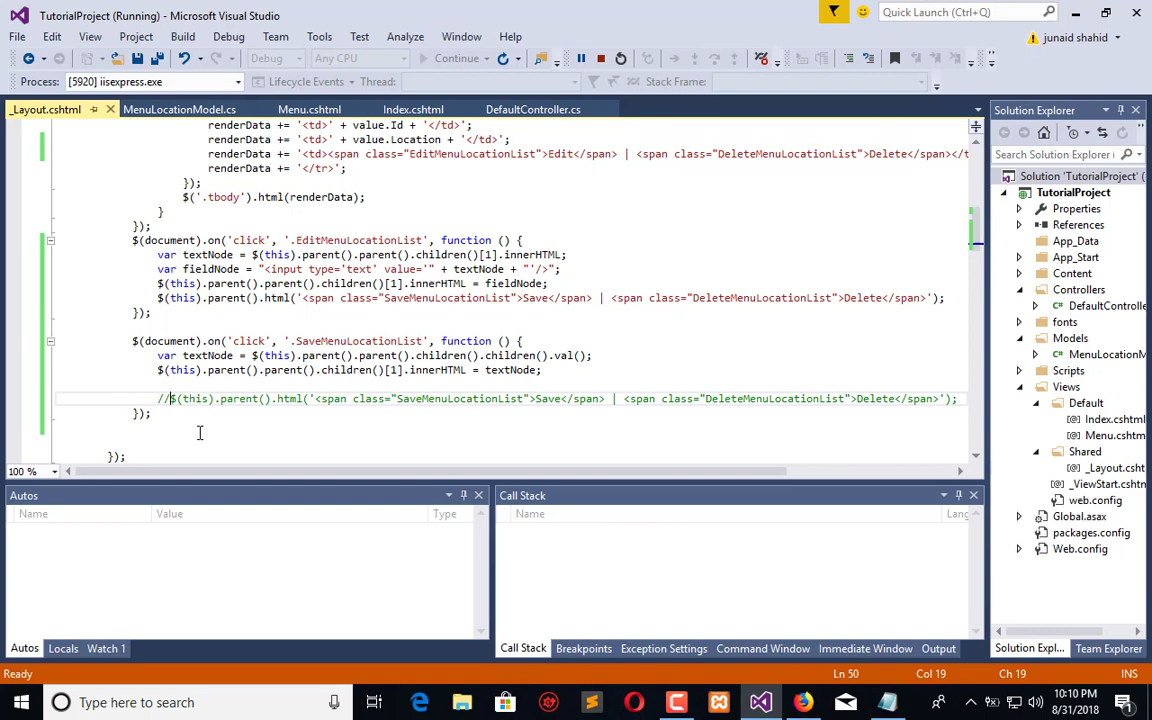 TutorialProject (Running) - Microsoft Visual Studio
Quick Launch (Ctrl+Q)
File Edit View Project Build Debug Team Tools Test Analyze Window Help
junaid shahid
Debug Any CPU Continue
Process: [5920] iisexpress.exe Lifecycle Events Thread: Stack Frame:
_Layout.cshtml MenuLocationModel.cs Menu.cshtml Index.cshtml DefaultController.cs
renderData += '<td>' + value.Id + '</td>';
renderData += '<td>' + value.Location + '</td>';
renderData += '<td><span class="EditMenuLocationList">Edit</span> | <span class="DeleteMenuLocationList">Delete</span></t
renderData += '</tr>';
});
$('.tbody').html(renderData);
}
});
$(document).on('click', '.EditMenuLocationList', function () {
var textNode = $(this).parent().parent().children()[1].innerHTML;
var fieldNode = "<input type='text' value='" + textNode + "'/>";
$(this).parent().parent().children()[1].innerHTML = fieldNode;
$(this).parent().html('<span class="SaveMenuLocationList">Save</span> | <span class="DeleteMenuLocationList">Delete</span>');
});
$(document).on('click', '.SaveMenuLocationList', function () {
var textNode = $(this).parent().parent().children().children().val();
$(this).parent().parent().children()[1].innerHTML = textNode;
//$(this).parent().html('<span class="SaveMenuLocationList">Save</span> | <span class="DeleteMenuLocationList">Delete</span>');
});
});
100 %
Solution Explorer
Search Solution Explorer (
Solution 'TutorialProject' (
TutorialProject
Properties
References
App_Data
App_Start
Content
Controllers
DefaultControlle
fonts
Models
MenuLocationM
Scripts
Views
Default
Index.cshtml
Menu.cshtm
Shared
_Layout.csht
_ViewStart.cshtn
web.config
Global.asax
packages.config
Web.config
Autos
Name Value Type
Call Stack
Name Lang
Autos Locals Watch 1
Call Stack Breakpoints Exception Settings Command Window Immediate Window Output
Solution Expl... Team Explorer
Ready Ln 50 Col 19 Ch 19 INS
Type here to search
10:10 PM
8/31/2018
1